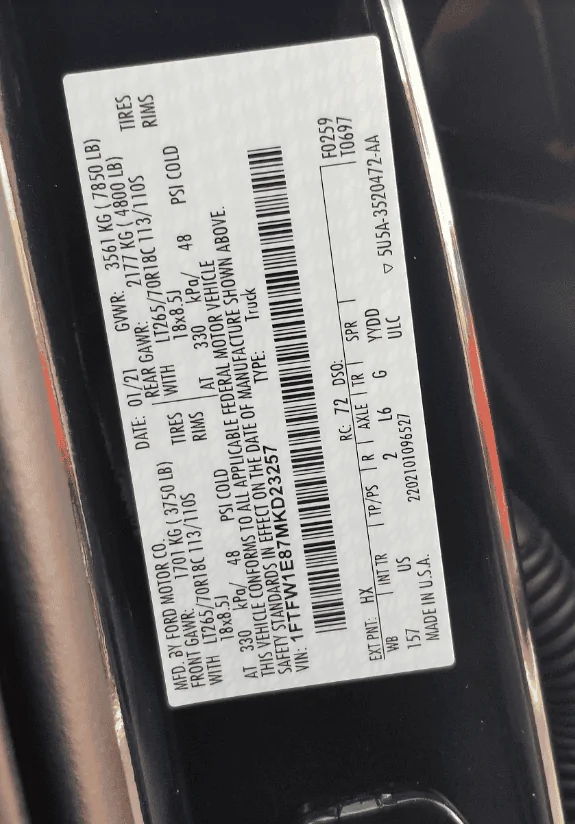 MFD. BY FORD MOTOR CO.
DATE: 01/21 GVWR: 3561 KG ( 7850 LB)
FRONT GAWR: 1701 KG ( 3750 LB) REAR GAWR: 2177 KG ( 4800 LB)
WITH LT265/70R18C 113/110S TIRES WITH LT265/70R18C 113/110S TIRES
18x8.5J RIMS 18x8.5J RIMS
AT 330 kPa/ 48 PSI COLD AT 330 kPa/ 48 PSI COLD
THIS VEHICLE CONFORMS TO ALL APPLICABLE FEDERAL MOTOR VEHICLE
SAFETY STANDARDS IN EFFECT ON THE DATE OF MANUFACTURE SHOWN ABOVE.
VIN: 1FTFW1E87MKD23257 TYPE: Truck
F0259
EXT PNT: HX RC: 72 DSO: T0697
WB INT TR TP/PS R AXLE TR SPR
157 US 2 L6 G YYDD
MADE IN U.S.A. 2202101096527 ULC ▽ 5U5A-3520472-AA